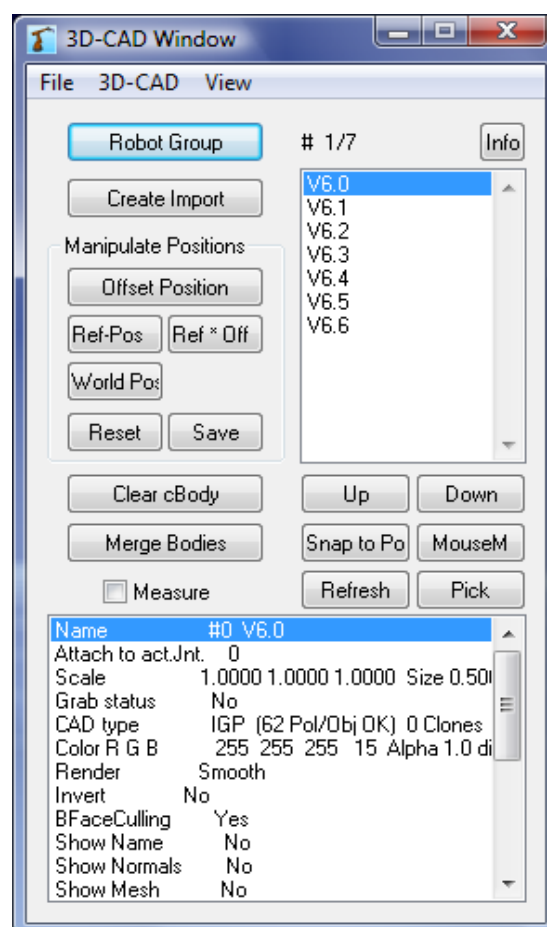 3D-CAD Window
File 3D-CAD View
Robot Group # 1/7 Info
Create Import
V6.0
V6.1
V6.2
V6.3
V6.4
V6.5
V6.6
Manipulate Positions
Offset Position
Ref-Pos Ref * Off
World Pos
Reset Save
Clear cBody Up Down
Merge Bodies Snap to Po MouseM
Measure Refresh Pick
Name #0 V6.0
Attach to act.Jnt. 0
Scale 1.0000 1.0000 1.0000 Size 0.500
Grab status No
CAD type IGP (62 Pol/Obj OK) 0 Clones
Color R G B 255 255 255 15 Alpha 1.0 di
Render Smooth
Invert No
BFaceCulling Yes
Show Name No
Show Normals No
Show Mesh No